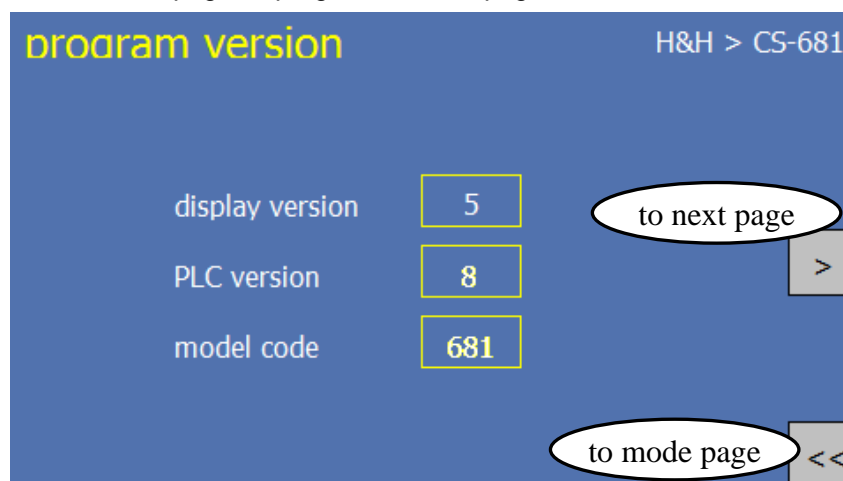 program version
H&H > CS-681
display version 5
to next page
PLC version 8
>
model code 681
to mode page
<<